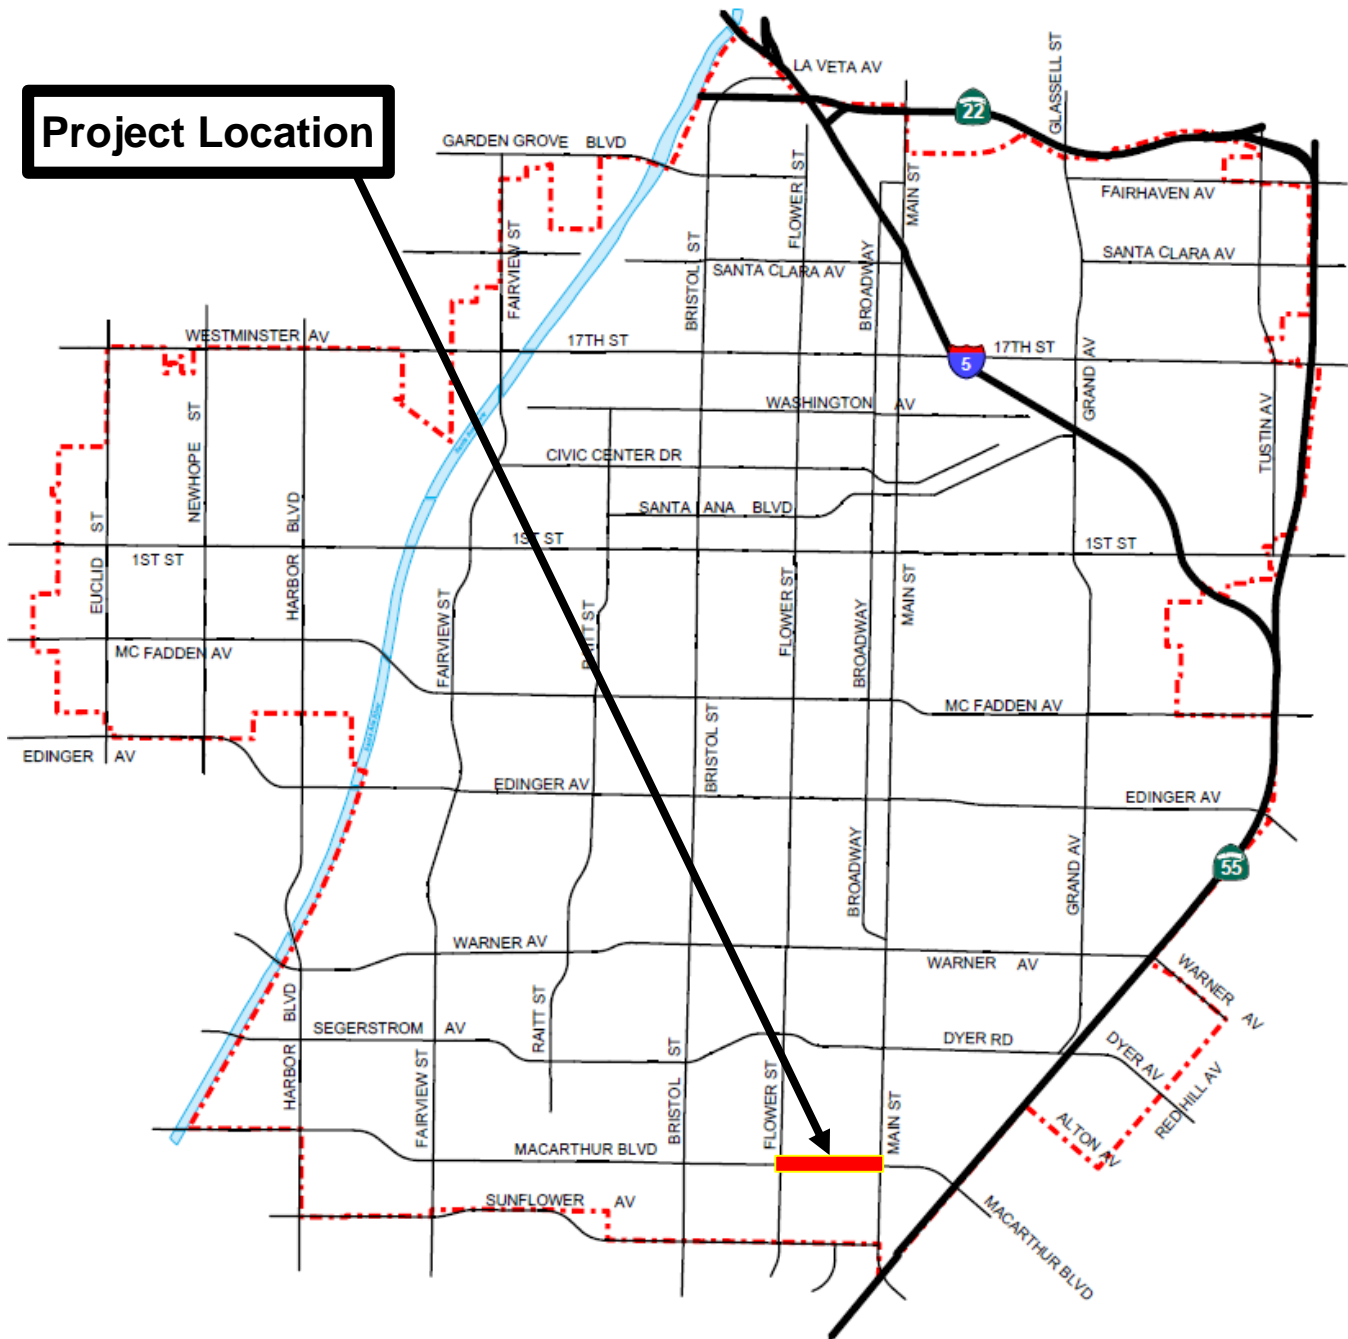 LA VETA AV
GLASSELL ST
Project Location
22
GARDEN GROVE BLVD
FLOWER ST
MAIN ST
FAIRHAVEN AV
FAIRVIEW ST
BRISTOL ST
SANTA CLARA AV
BROADWAY
SANTA CLARA AV
WESTMINSTER AV
17TH ST
5
17TH ST
GRAND AV
NEWHOPE ST
WASHINGTON AV
TUSTIN AV
CIVIC CENTER DR
EUCLID ST
HARBOR BLVD
SANTA ANA BLVD
1ST ST
1ST ST
1ST ST
FAIRVIEW ST
RAITT ST
FLOWER ST
BROADWAY
MAIN ST
MC FADDEN AV
MC FADDEN AV
BRISTOL ST
EDINGER AV
EDINGER AV
EDINGER AV
BROADWAY
GRAND AV
55
WARNER AV
WARNER AV
WARNER AV
HARBOR BLVD
SEGERSTROM AV
RAITT ST
DYER RD
DYER AV
RED HILL AV
FAIRVIEW ST
BRISTOL ST
FLOWER ST
MAIN ST
ALTON AV
MACARTHUR BLVD
SUNFLOWER AV
MACARTHUR BLVD